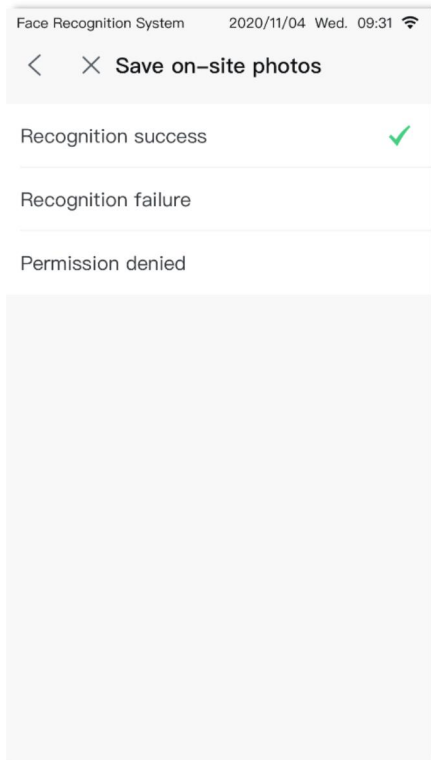 Face Recognition System 2020/11/04 Wed. 09:31
Save on-site photos
Recognition success
Recognition failure
Permission denied